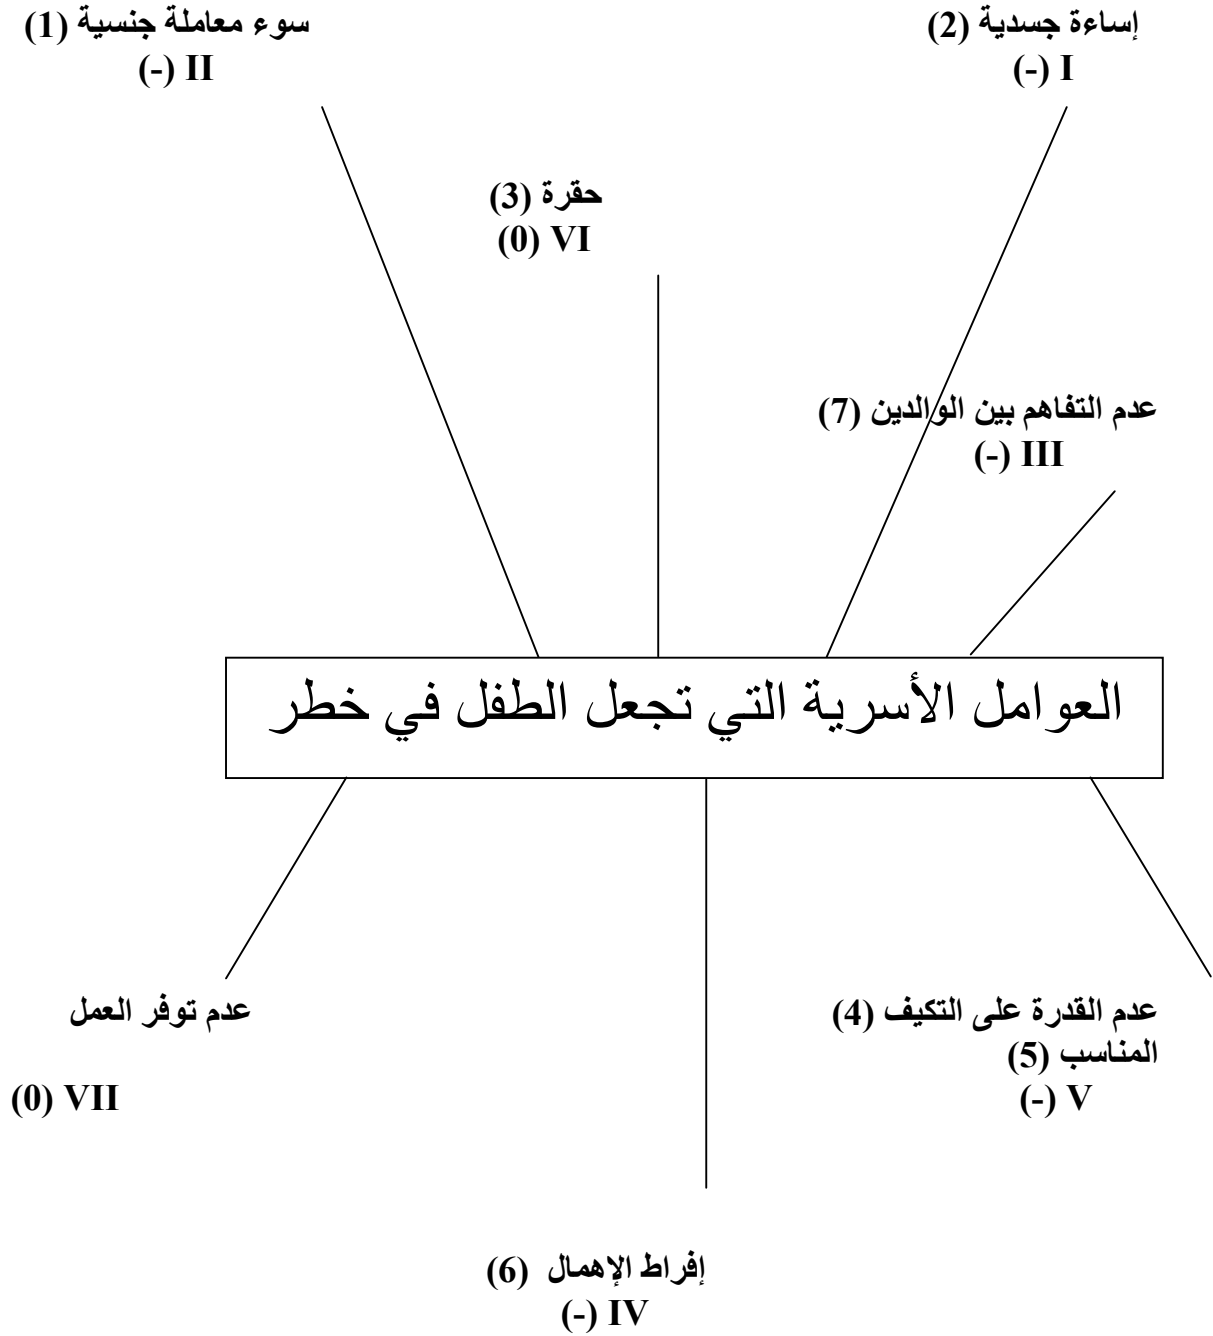 إساءة جسدية (2)
I (-)
سوء معاملة جنسية (1)
II (-)
حقرة (3)
VI (0)
عدم التفاهم بين الوالدين (7)
III (-)
العوامل الأسرية التي تجعل الطفل في خطر
عدم القدرة على التكيف (4)
المناسب (5)
V (-)
عدم توفر العمل
VII (0)
إفراط الإهمال (6)
IV (-)